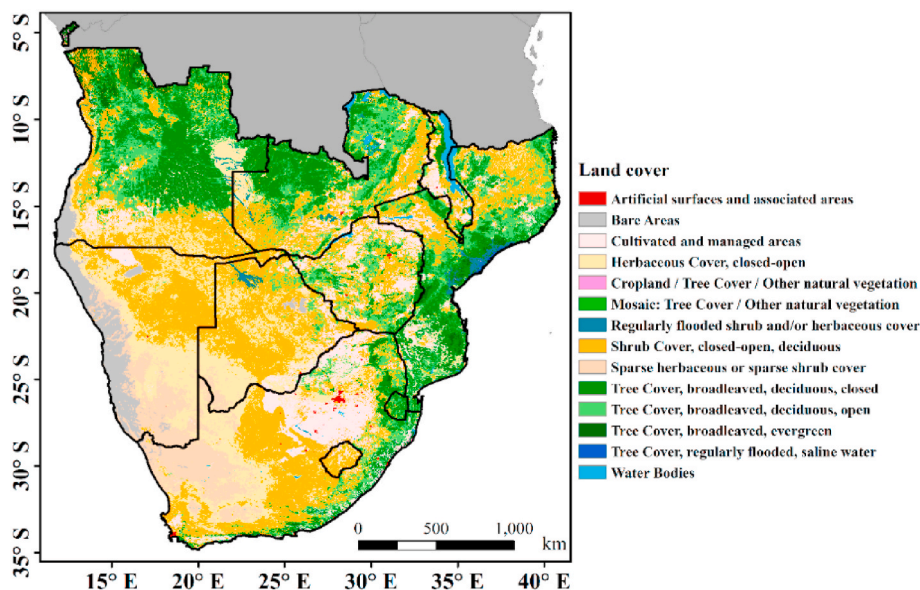 5°S
10°S
15°S
20°S
25°S
30°S
35°S
15° E
20° E
25° E
30° E
35° E
40° E
0
500
1,000
km
Land cover
Artificial surfaces and associated areas
Bare Areas
Cultivated and managed areas
Herbaceous Cover, closed-open
Cropland / Tree Cover / Other natural vegetation
Mosaic: Tree Cover / Other natural vegetation
Regularly flooded shrub and/or herbaceous cover
Shrub Cover, closed-open, deciduous
Sparse herbaceous or sparse shrub cover
Tree Cover, broadleaved, deciduous, closed
Tree Cover, broadleaved, deciduous, open
Tree Cover, broadleaved, evergreen
Tree Cover, regularly flooded, saline water
Water Bodies